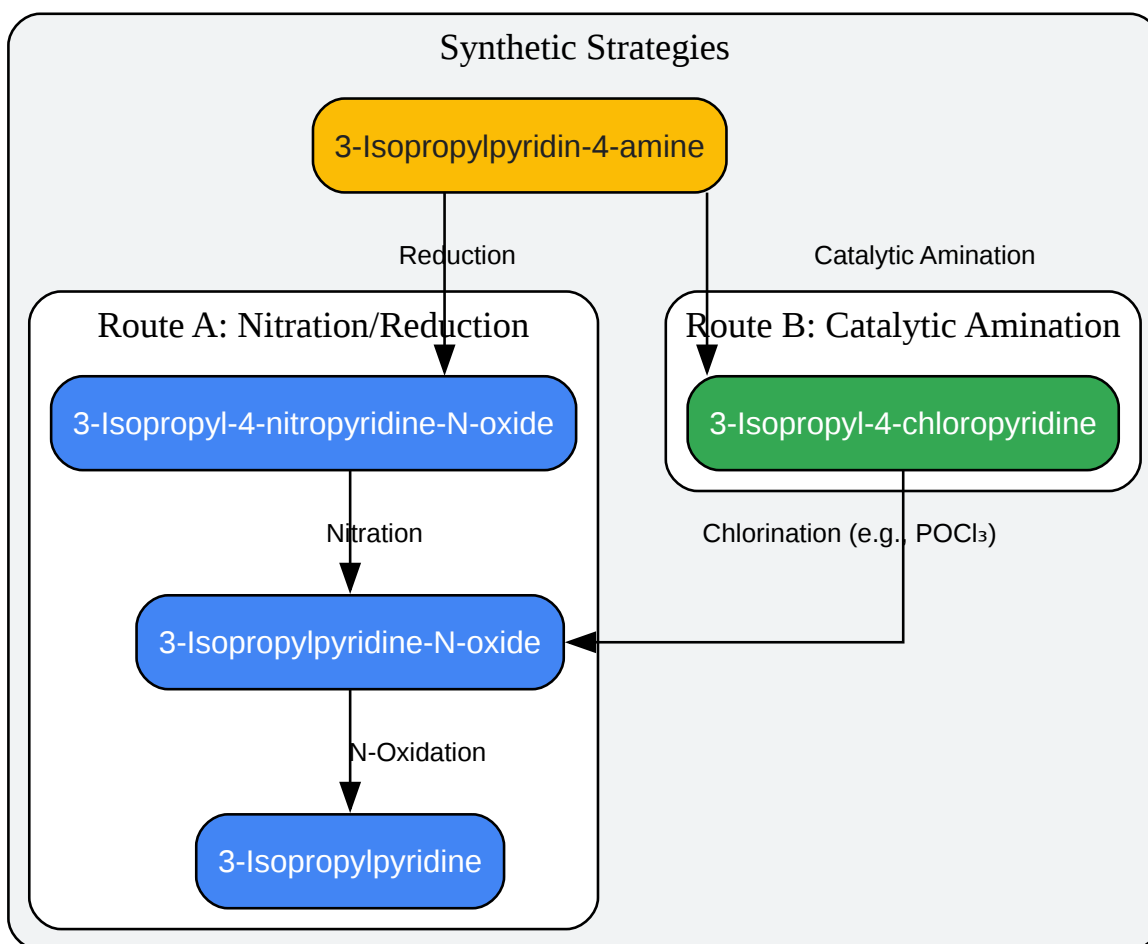 Synthetic Strategies
3-Isopropylpyridin-4-amine
Reduction
Catalytic Amination
Route A: Nitration/Reduction
Route B: Catalytic Amination
3-Isopropyl-4-nitropyridine-N-oxide
3-Isopropyl-4-chloropyridine
Nitration
Chlorination (e.g., POCl₃)
3-Isopropylpyridine-N-oxide
N-Oxidation
3-Isopropylpyridine